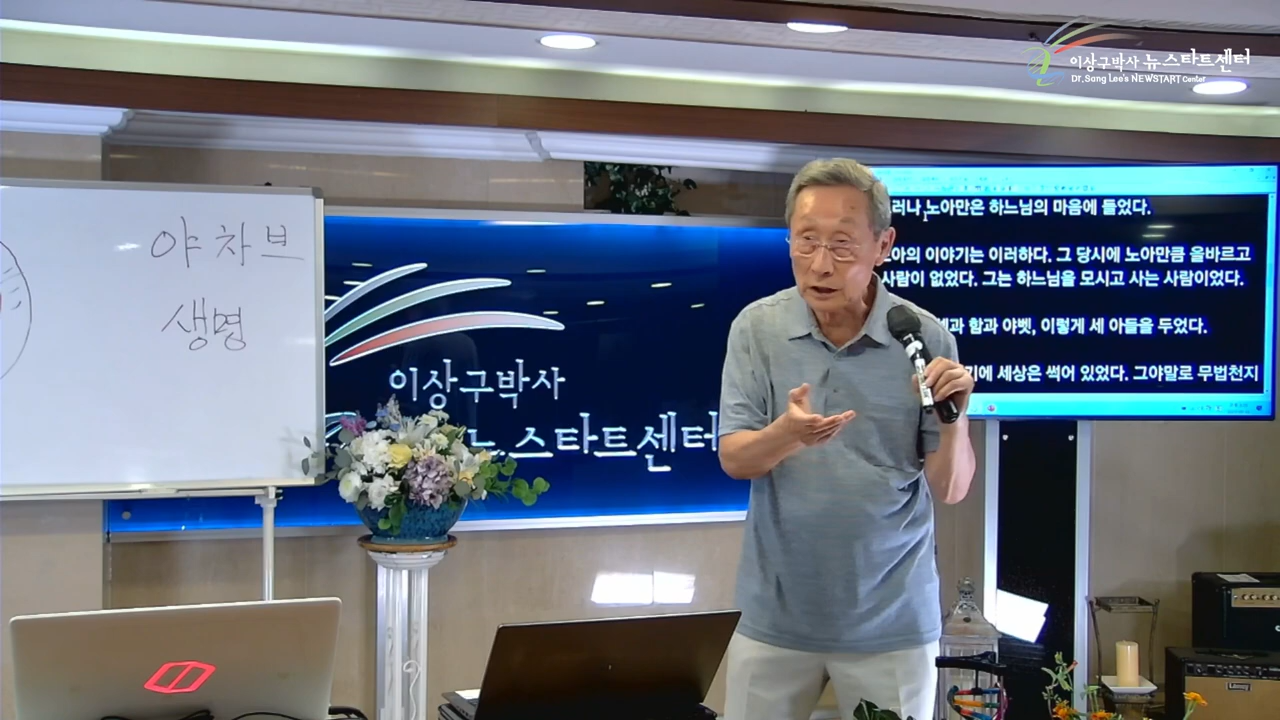 이상구박사 뉴스타트센터
Dr. Sang Lee's NEWSTART Center
야차브
생명
이상구박사
뉴스타트센터
러나 노아만은 하느님의 마음에 들었다.
노아의 이야기는 이러하다. 그 당시에 노아만큼 올바르고
사람이 없었다. 그는 하느님을 모시고 사는 사람이었다.
과 함과 야벳, 이렇게 세 아들을 두었다.
에 세상은 썩어 있었다. 그야말로 무법천지
Laney